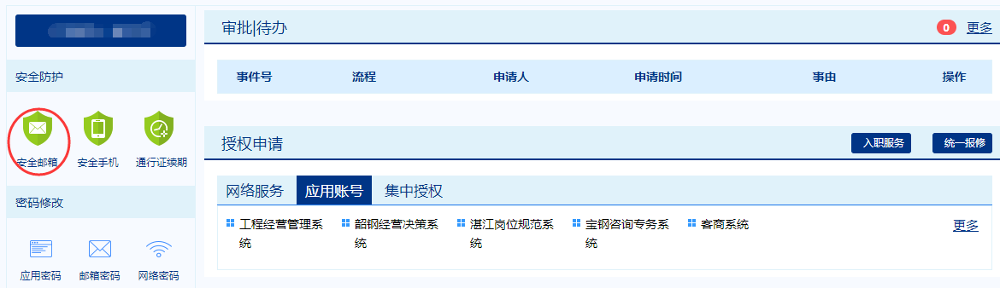 安全防护
安全邮箱 安全手机 通行证续期
密码修改
应用密码 邮箱密码 网络密码
审批|待办 0 更多
事件号 流程 申请人 申请时间 事由 操作
授权申请 入职服务 统一报修
网络服务 应用账号 集中授权
工程经营管理系
统
韶钢经营决策系
统
湛江岗位规范系
统
宝钢咨询专务系
统
客商系统
更多